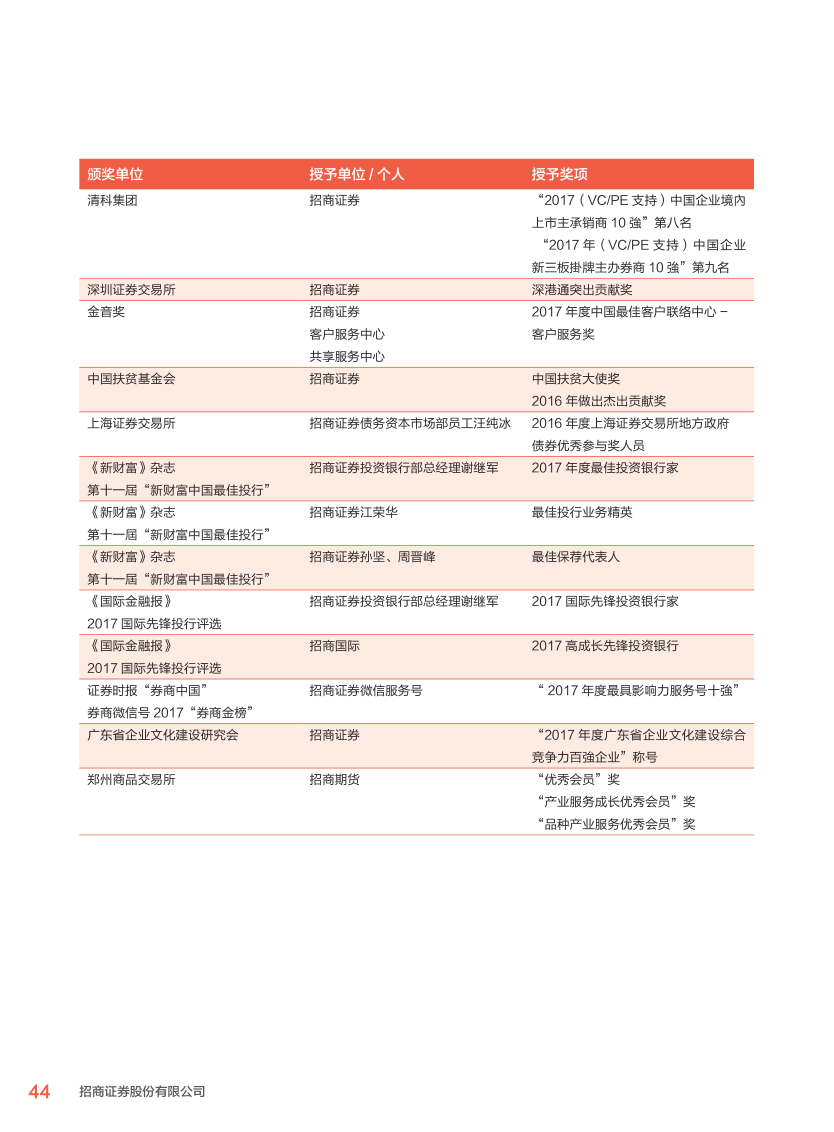 颁奖单位 授予单位 / 个人 授予奖项
清科集团 招商证券 “2017（VC/PE 支持）中国企业境内
上市主承销商 10 強”第八名
“2017 年（VC/PE 支持）中国企业
新三板掛牌主办券商 10 強”第九名
深圳证券交易所 招商证券 深港通突出贡献奖
金音奖 招商证券 2017 年度中国最佳客户联络中心 –
客户服务中心 客户服务奖
共享服务中心
中国扶贫基金会 招商证券 中国扶贫大使奖
2016 年做出杰出贡献奖
上海证券交易所 招商证券债务资本市场部员工汪纯冰 2016 年度上海证券交易所地方政府
债券优秀参与奖人员
《新财富》杂志 招商证券投资银行部总经理谢继军 2017 年度最佳投资银行家
第十一屆“新财富中国最佳投行”
《新财富》杂志 招商证券江荣华 最佳投行业务精英
第十一屆“新财富中国最佳投行”
《新财富》杂志 招商证券孙坚、周晋峰 最佳保荐代表人
第十一屆“新财富中国最佳投行”
《国际金融报》 招商证券投资银行部总经理谢继军 2017 国际先锋投资银行家
2017 国际先锋投行评选
《国际金融报》 招商国际 2017 高成长先锋投资银行
2017 国际先锋投行评选
证券时报“券商中国” 招商证券微信服务号 “ 2017 年度最具影响力服务号十強”
券商微信号 2017“券商金榜”
广东省企业文化建设研究会 招商证券 “2017 年度广东省企业文化建设综合
竞争力百強企业”称号
郑州商品交易所 招商期货 “优秀会员”奖
“产业服务成长优秀会员”奖
“品种产业服务优秀会员”奖
44 招商证券股份有限公司